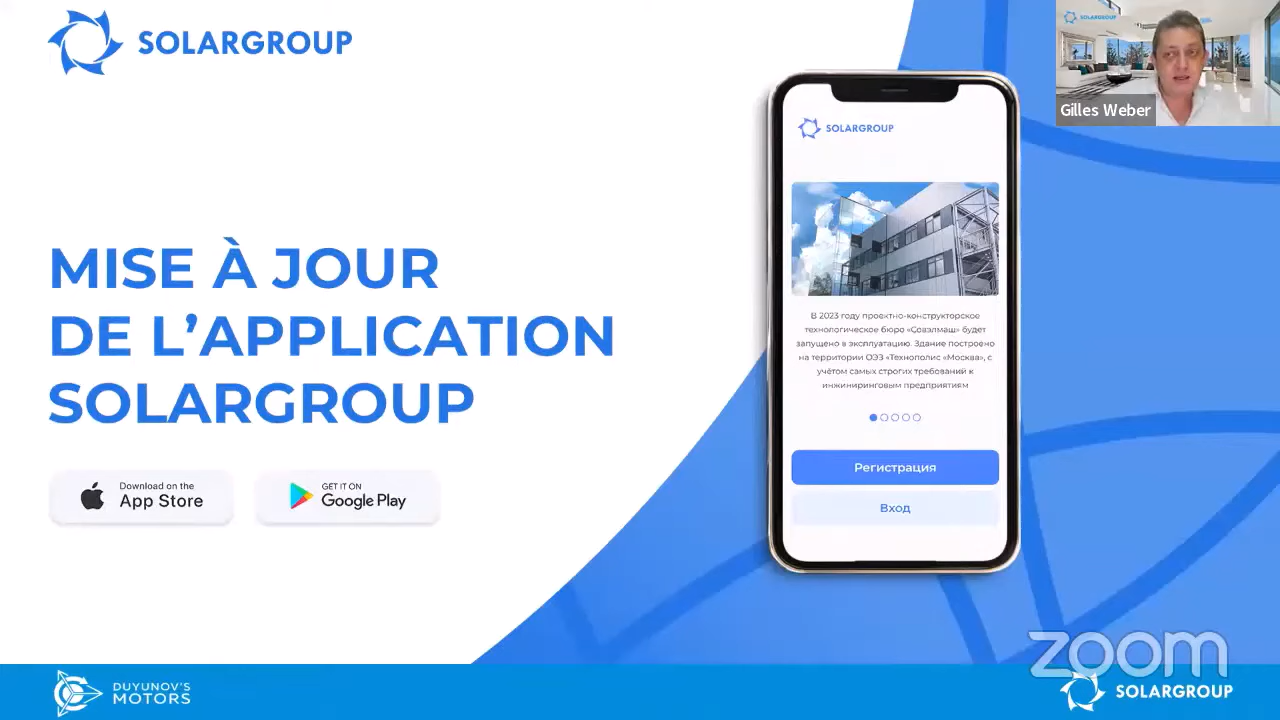 SOLARGROUP
SOLARGROUP
Gilles Weber
SOLARGROUP
MISE À JOUR
DE L’APPLICATION
SOLARGROUP
Download on the
App Store
GET IT ON
Google Play
В 2023 году проектно-конструкторское
технологическое бюро «Совэлмаш» будет
запущено в эксплуатацию. Здание построено
на территории ОЭЗ «Технополис «Москва», с
учётом самых строгих требований к
инжиниринговым предприятиям
Регистрация
Вход
zoom
DUYUNOV'S
MOTORS
SOLARGROUP